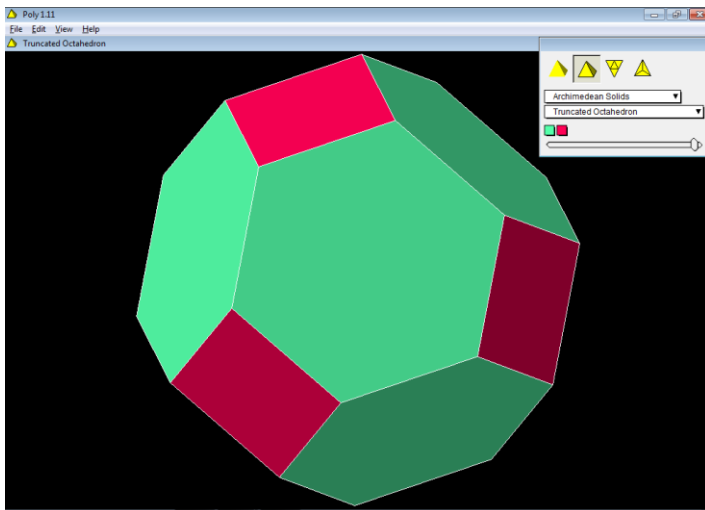 Poly 1.11
File Edit View Help
Truncated Octahedron
Archimedean Solids
Truncated Octahedron